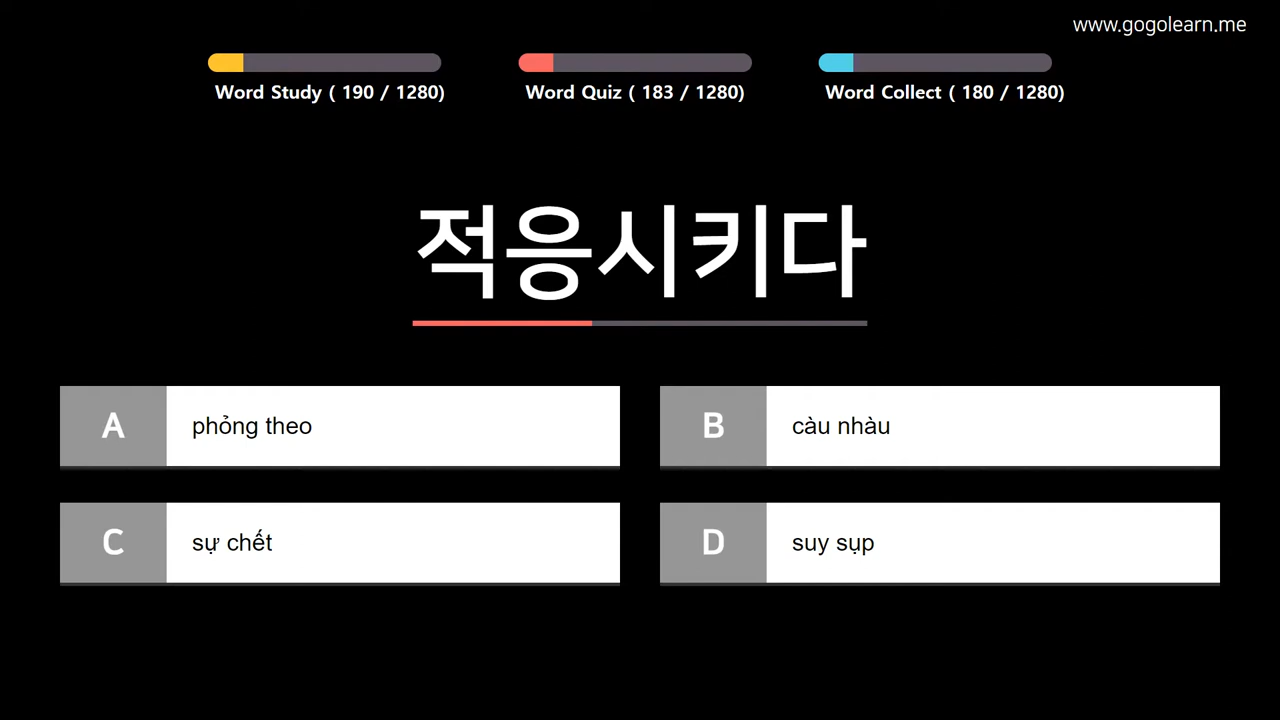 www.gogolearn.me
Word Study ( 190 / 1280)
Word Quiz ( 183 / 1280)
Word Collect ( 180 / 1280)
적응시키다
A phỏng theo
B càu nhàu
C sự chết
D suy sụp